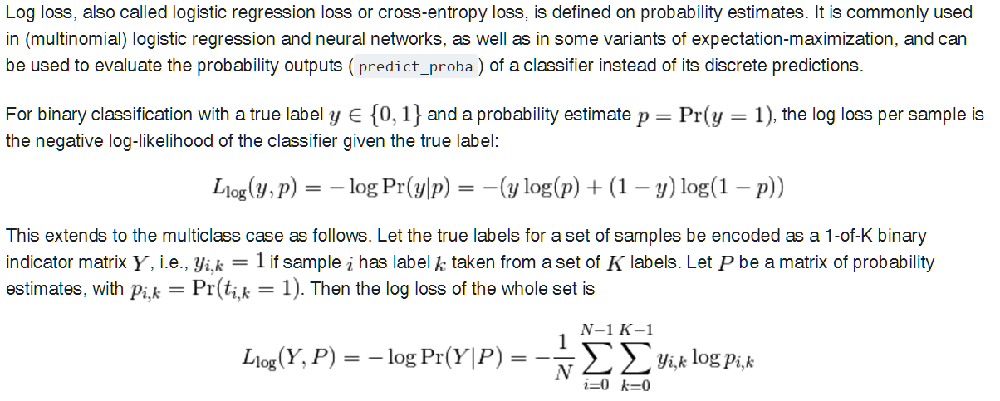 Log loss, also called logistic regression loss or cross-entropy loss, is defined on probability estimates. It is commonly used
in (multinomial) logistic regression and neural networks, as well as in some variants of expectation-maximization, and can
be used to evaluate the probability outputs ( predict_proba ) of a classifier instead of its discrete predictions.
For binary classification with a true label y ∈ {0, 1} and a probability estimate p = Pr(y = 1), the log loss per sample is
the negative log-likelihood of the classifier given the true label:
L_log(y, p) = − log Pr(y|p) = −(y log(p) + (1 − y) log(1 − p))
This extends to the multiclass case as follows. Let the true labels for a set of samples be encoded as a 1-of-K binary
indicator matrix Y, i.e., y_{i,k} = 1 if sample i has label k taken from a set of K labels. Let P be a matrix of probability
estimates, with p_{i,k} = Pr(t_{i,k} = 1). Then the log loss of the whole set is
L_log(Y, P) = − log Pr(Y|P) = −\frac{1}{N} \sum_{i=0}^{N−1} \sum_{k=0}^{K−1} y_{i,k} log p_{i,k}